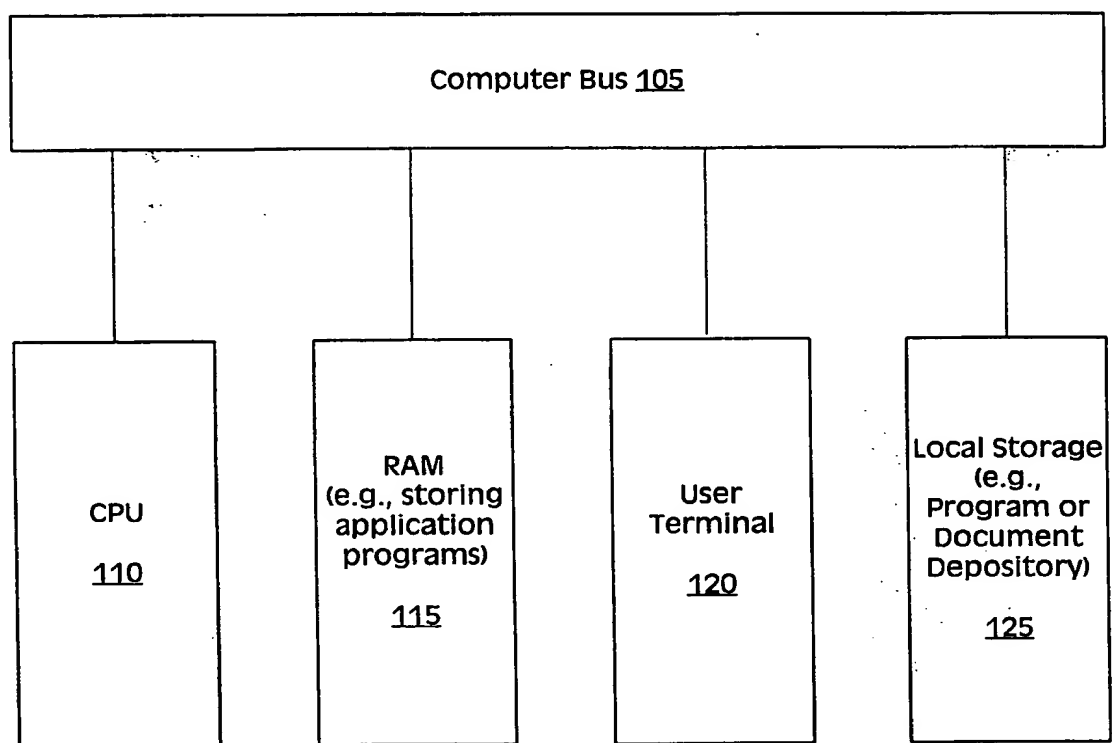 Computer Bus 105
CPU
110
RAM
(e.g., storing
application
programs)
115
User
Terminal
120
Local Storage
(e.g.,
Program or
Document
Depository)
125